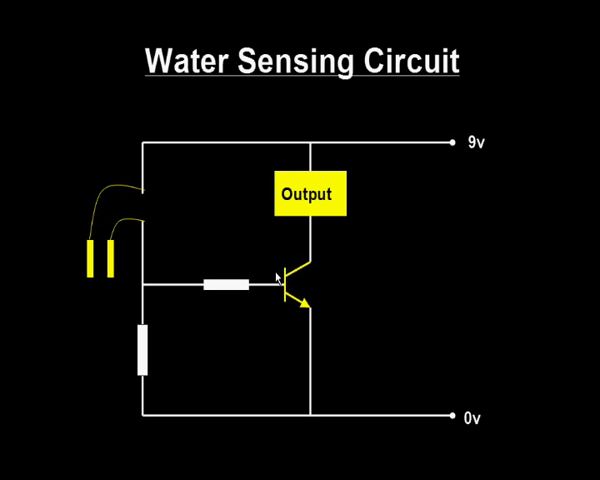 Water Sensing Circuit
9v
Output
0v